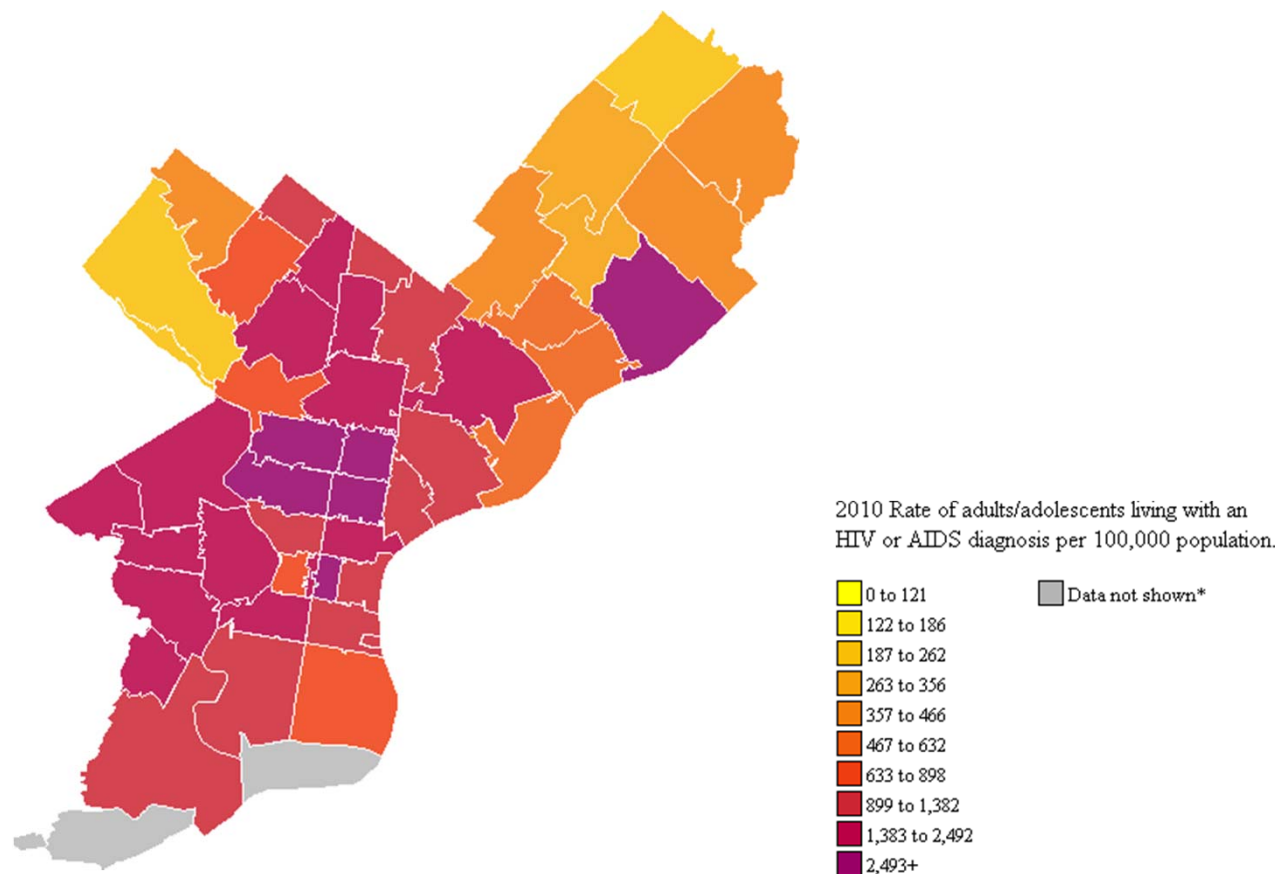 2010 Rate of adults/adolescents living with an
HIV or AIDS diagnosis per 100,000 population.
0 to 121
Data not shown*
122 to 186
187 to 262
263 to 356
357 to 466
467 to 632
633 to 898
899 to 1,382
1,383 to 2,492
2,493+